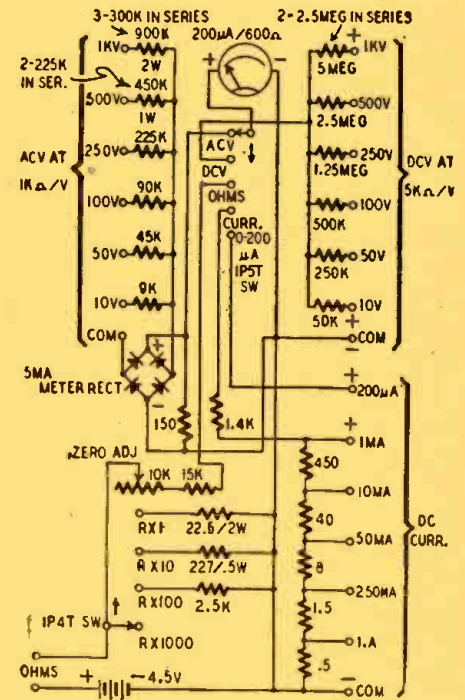 3-300K IN SERIES
200μA/600Ω
2-2.5MEG IN SERIES
1KV
900K
2W
+
-
+
1KV
5 MEG
2-225K
IN SER.
450K
500V
1W
500V
2.5MEG
ACV
225K
250V
250V
1.25MEG
DCV
ACV AT
1KΩ/V
DCV AT
5KΩ/V
OHMS
90K
100V
100V
500K
CURR.
0-200
μA
1P5T
SW
45K
50V
50V
250K
9K
10V
10V
50K
+
COM
COM
-
+
5MA
METER RECT
-
+
200μA
150
1.4K
+
1MA
ZERO ADJ
450
10K
15K
10MA
40
RX1
22.6/2W
50MA
DC
CURR.
RX10
227/.5W
8
250MA
RX100
2.5K
1.5
1P4T SW
RX1000
1.A
.5
OHMS
+
-4.5V
-
COM